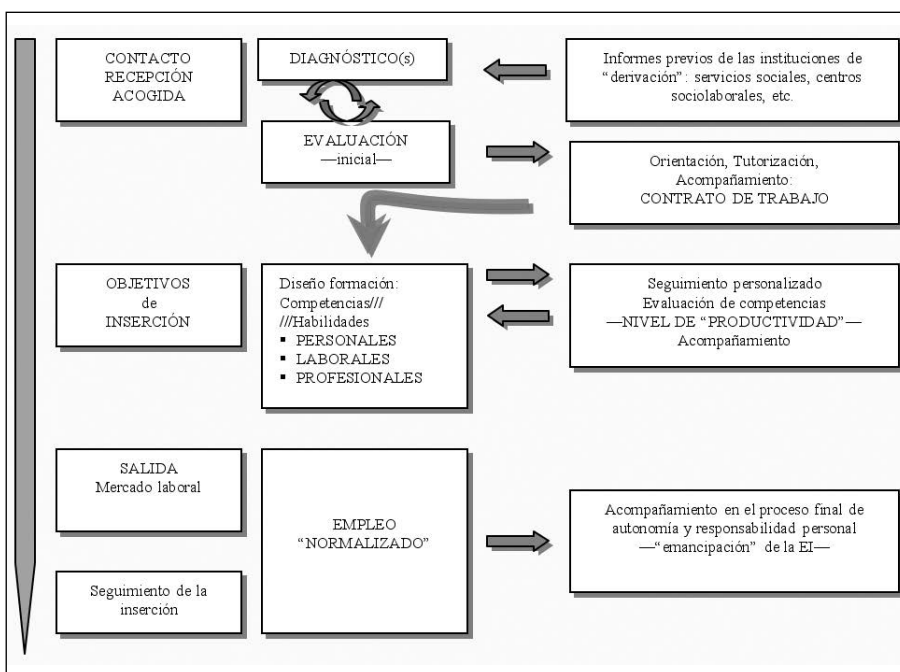 CONTACTO
RECEPCIÓN
ACOGIDA
DIAGNÓSTICO(s)
Informes previos de las instituciones de
“derivación”: servicios sociales, centros
sociolaborales, etc.
EVALUACIÓN
—inicial—
Orientación, Tutorización,
Acompañamiento:
CONTRATO DE TRABAJO
OBJETIVOS
de
INSERCIÓN
Diseño formación:
Competencias///
///Habilidades
▪ PERSONALES
▪ LABORALES
▪ PROFESIONALES
Seguimiento personalizado
Evaluación de competencias
—NIVEL DE “PRODUCTIVIDAD”—
Acompañamiento
SALIDA
Mercado laboral
EMPLEO
“NORMALIZADO”
Acompañamiento en el proceso final de
autonomía y responsabilidad personal
—“emancipación” de la EI—
Seguimiento de la
inserción